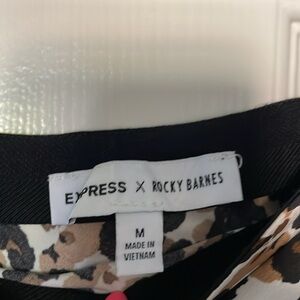 EXPRESS X ROCKY BARNES
M
MADE IN
VIETNAM